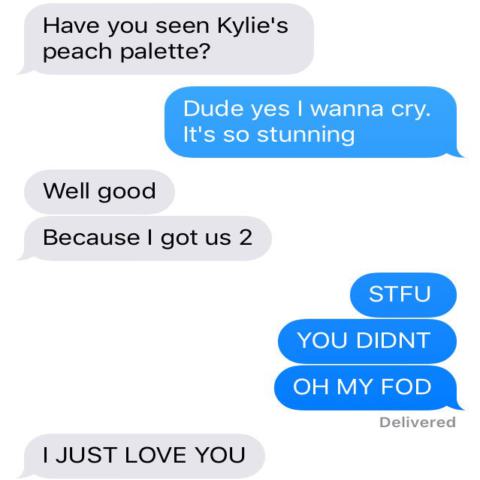 Have you seen Kylie's
peach palette?
Dude yes I wanna cry.
It's so stunning
Well good
Because I got us 2
STFU
YOU DIDNT
OH MY FOD
Delivered
I JUST LOVE YOU